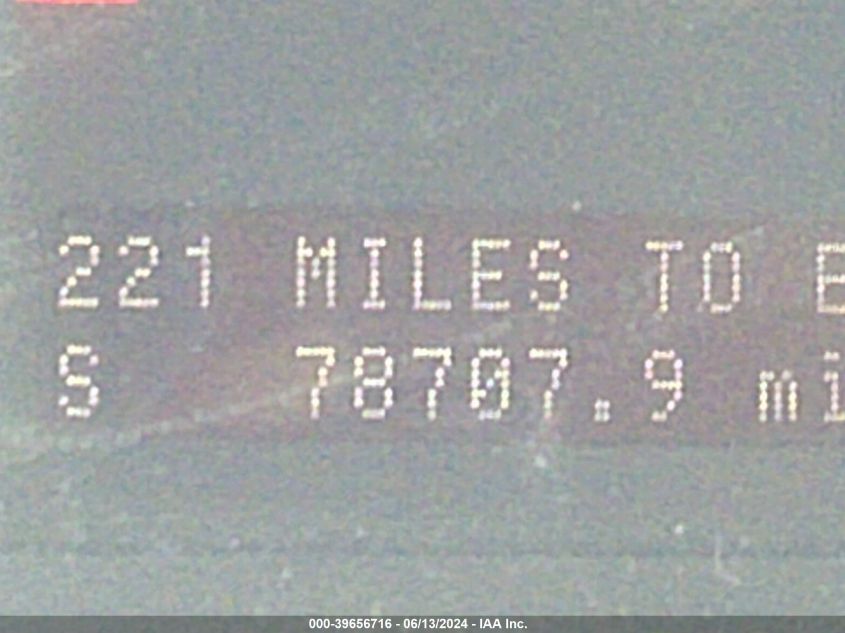 221 MILES TO E
S 78707.9 mi
000-39656716 - 06/13/2024 - IAA Inc.